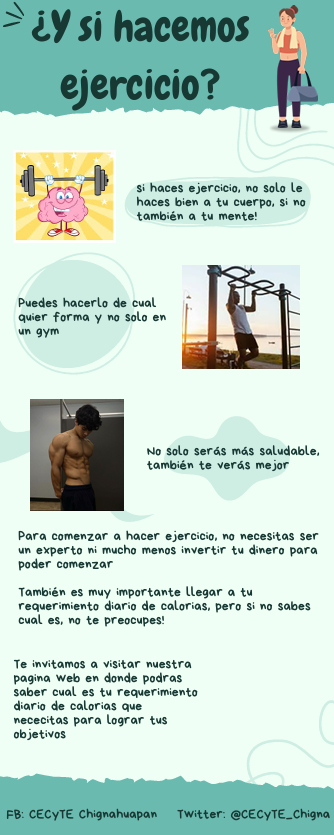 ¿Y si hacemos
ejercicio?
si haces ejercicio, no solo le
haces bien a tu cuerpo, si no
también a tu mente!
Puedes hacerlo de cual
quier forma y no solo en
un gym
No solo serás más saludable,
también te verás mejor
Para comenzar a hacer ejercicio, no necesitas ser
un experto ni mucho menos invertir tu dinero para
poder comenzar
También es muy importante llegar a tu
requerimiento diario de calorias, pero si no sabes
cual es, no te preocupes!
Te invitamos a visitar nuestra
pagina Web en donde podras
saber cual es tu requerimiento
diario de calorias que
nececitas para lograr tus
objetivos
FB: CECyTE Chignahuapan Twitter: @CECyTE_Chigna